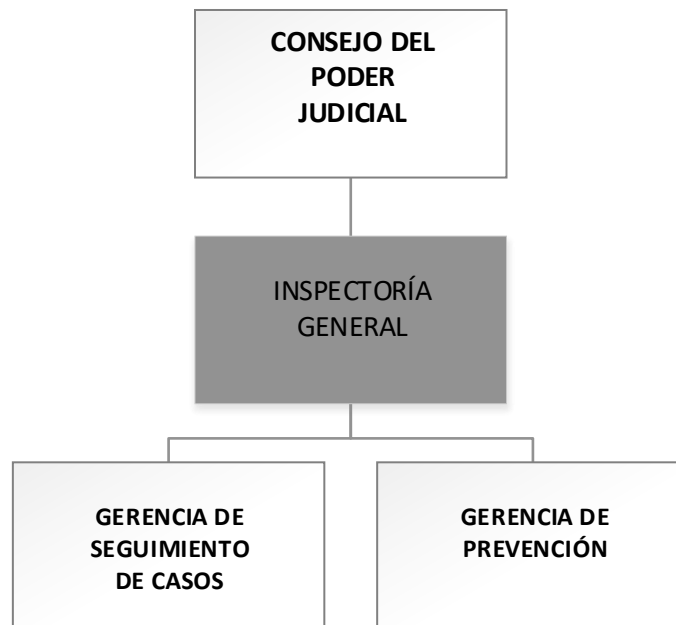 CONSEJO DEL
PODER
JUDICIAL
INSPECTORÍA
GENERAL
GERENCIA DE
SEGUIMIENTO
DE CASOS
GERENCIA DE
PREVENCIÓN